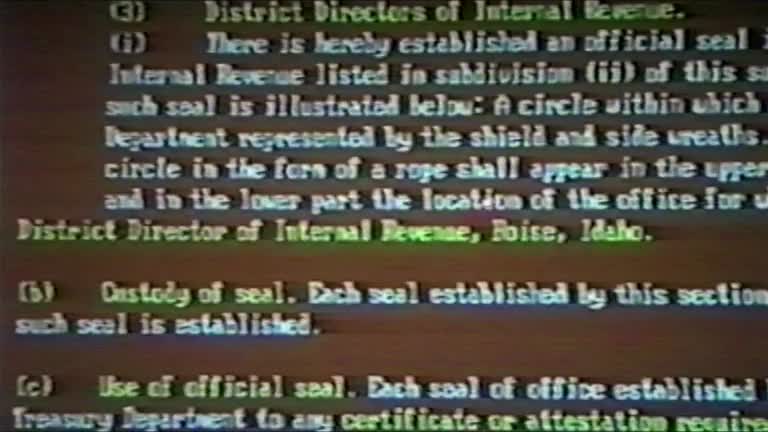 (3) District Directors of Internal Revenue.
(i) There is hereby established an official seal
Internal Revenue listed in subdivision (ii) of this
such seal is illustrated below: A circle within which
Department represented by the shield and side wreaths.
circle in the form of a rope shall appear in the upper
and in the lower part the location of the office for
District Director of Internal Revenue, Boise, Idaho.
(b) Custody of seal. Each seal established by this section
such seal is established.
(c) Use of official seal. Each seal of office established
Treasury Department to any certificate or attestation